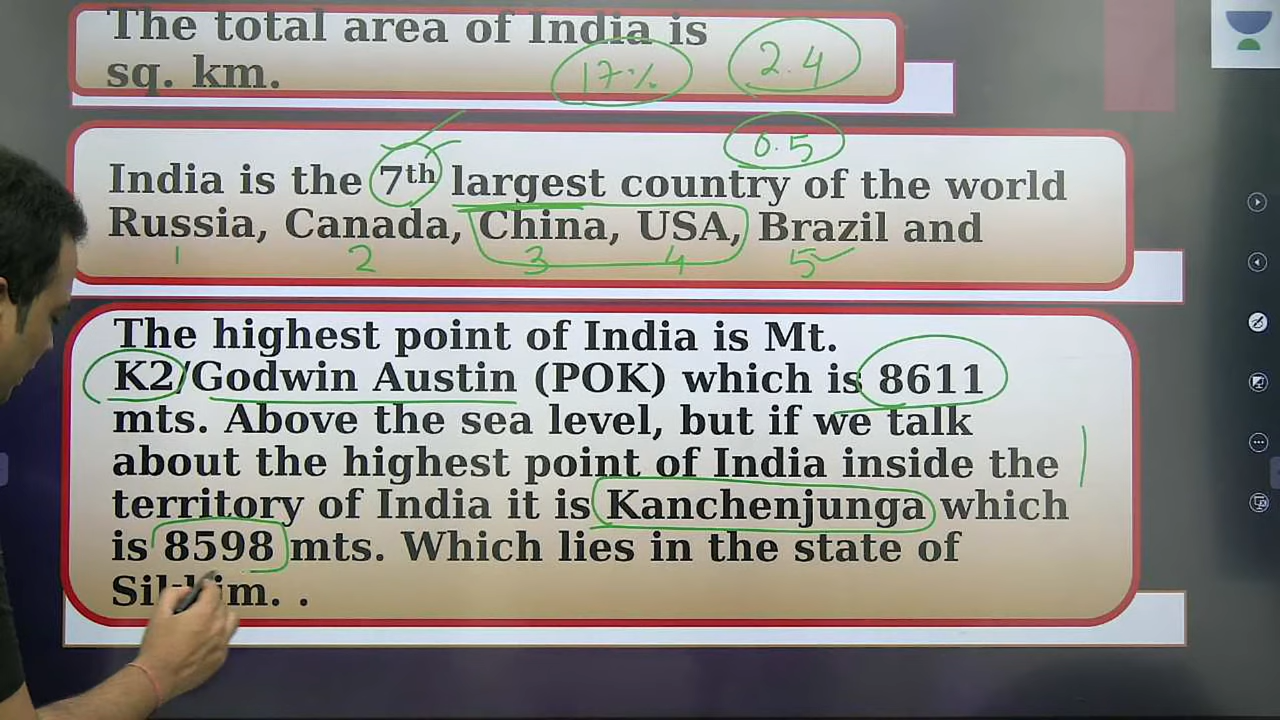 The total area of India is
sq. km.
17%
2.4
0.5
India is the 7th largest country of the world
Russia, Canada, China, USA, Brazil and
1 2 3 4 5
The highest point of India is Mt.
K2/Godwin Austin (POK) which is 8611
mts. Above the sea level, but if we talk
about the highest point of India inside the
territory of India it is Kanchenjunga which
is 8598 mts. Which lies in the state of
Sikkim. .